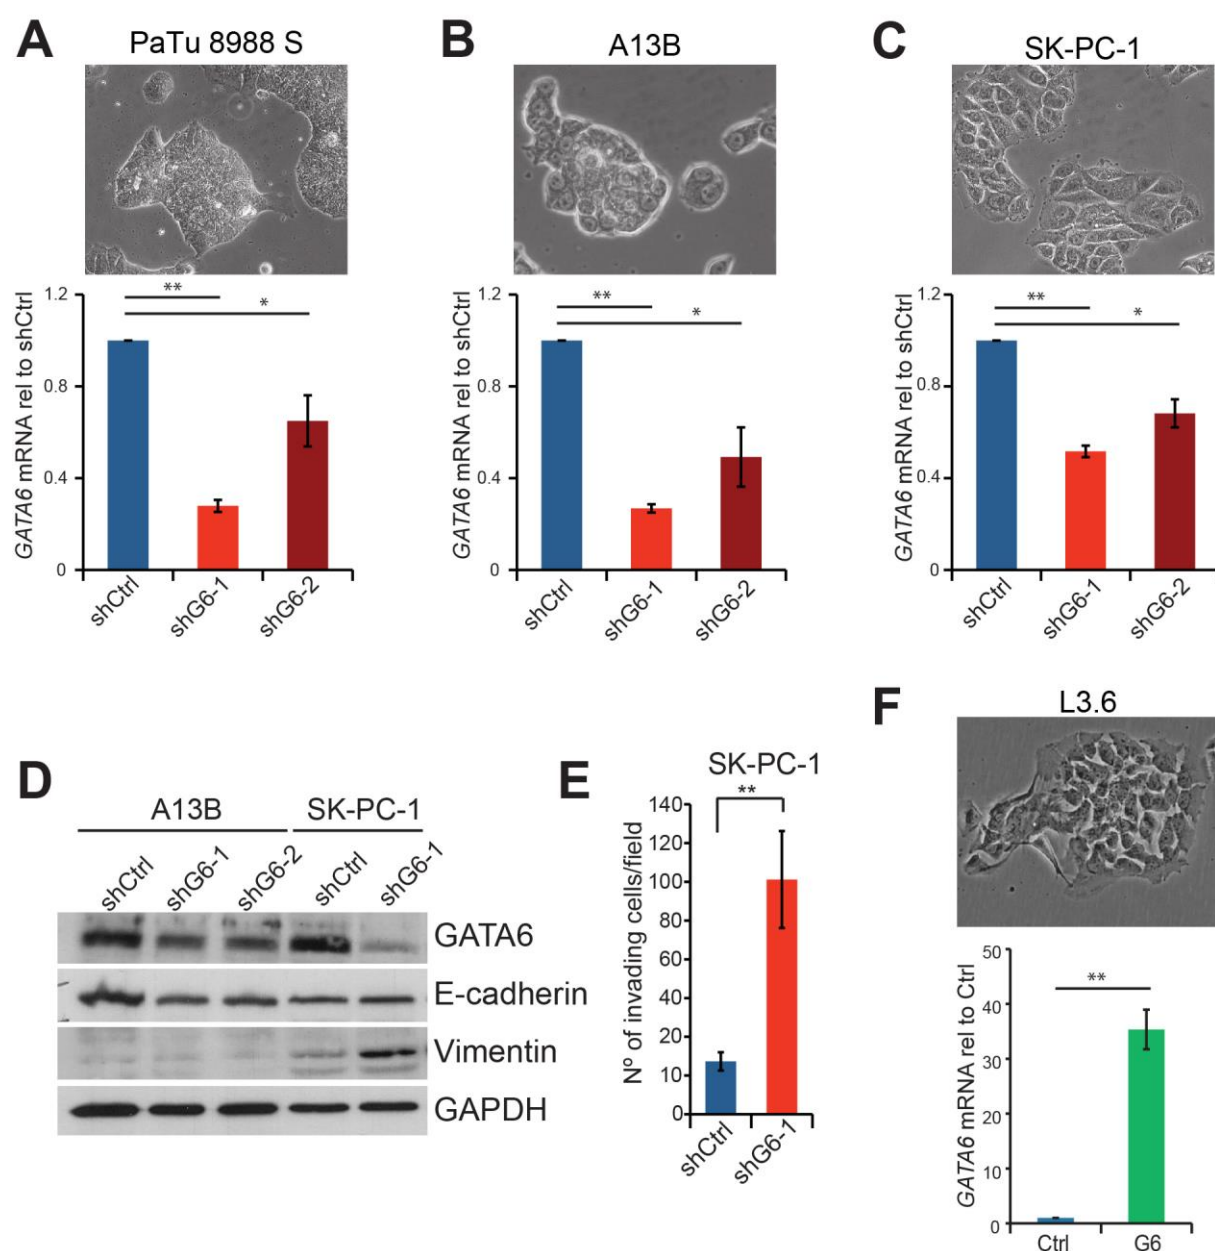 A
PaTu 8988 S
B
A13B
C
SK-PC-1
GATA6 mRNA rel to shCtrl
1.2
0.8
0.4
0
**
*
shCtrl
shG6-1
shG6-2
GATA6 mRNA rel to shCtrl
1.2
0.8
0.4
0
**
*
shCtrl
shG6-1
shG6-2
GATA6 mRNA rel to shCtrl
1.2
0.8
0.4
0
**
*
shCtrl
shG6-1
shG6-2
D
A13B
SK-PC-1
shCtrl
shG6-1
shG6-2
shCtrl
shG6-1
GATA6
E-cadherin
Vimentin
GAPDH
E
SK-PC-1
Nº of invading cells/field
140
120
100
80
60
40
20
10
0
**
shCtrl
shG6-1
F
L3.6
GATA6 mRNA rel to Ctrl
50
40
30
20
10
0
**
Ctrl
G6